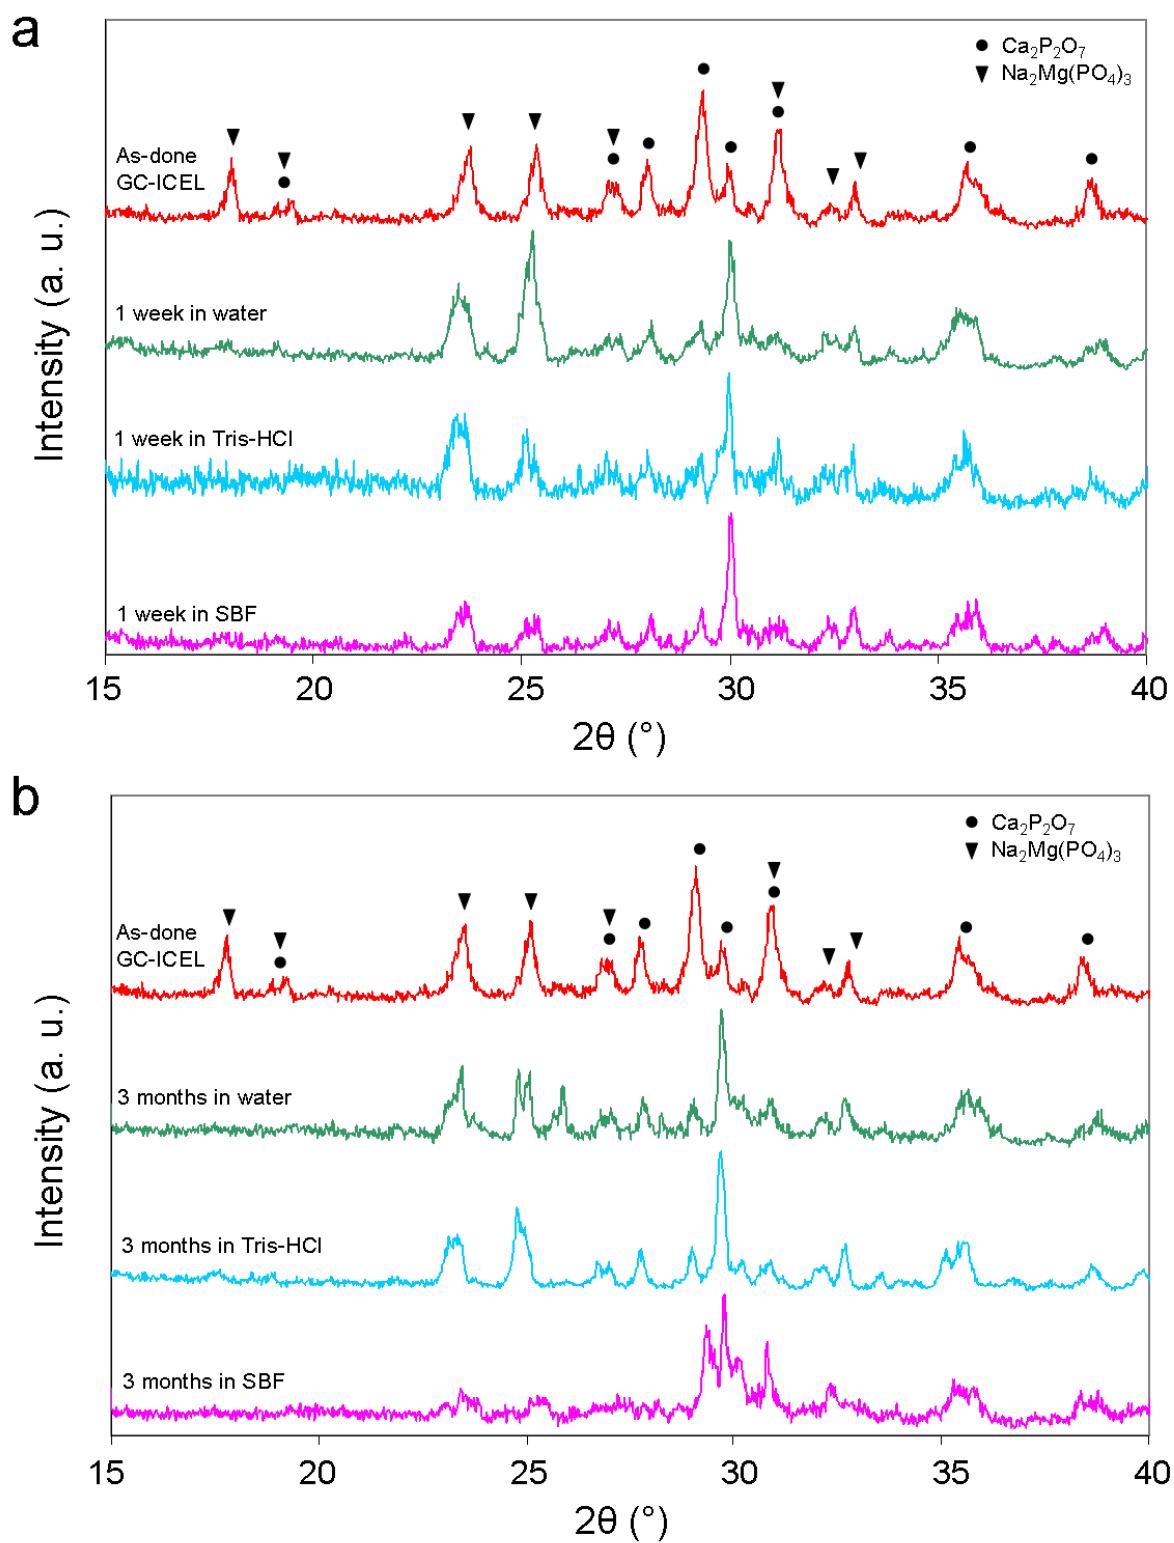 a
Ca₂P₂O₇
Na₂Mg(PO₄)₃
As-done
GC-ICEL
1 week in water
1 week in Tris-HCl
1 week in SBF
Intensity (a. u.)
15 20 25 30 35 40
2θ (°)
b
Ca₂P₂O₇
Na₂Mg(PO₄)₃
As-done
GC-ICEL
3 months in water
3 months in Tris-HCl
3 months in SBF
Intensity (a. u.)
15 20 25 30 35 40
2θ (°)